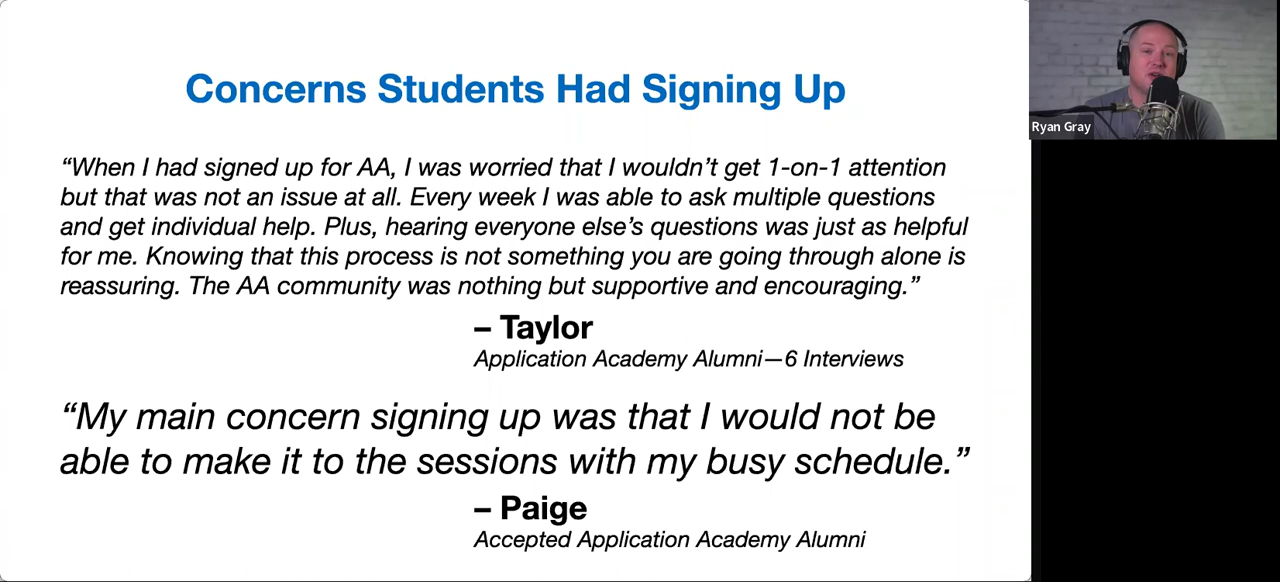 Concerns Students Had Signing Up
“When I had signed up for AA, I was worried that I wouldn’t get 1-on-1 attention
but that was not an issue at all. Every week I was able to ask multiple questions
and get individual help. Plus, hearing everyone else’s questions was just as helpful
for me. Knowing that this process is not something you are going through alone is
reassuring. The AA community was nothing but supportive and encouraging.”
– Taylor
Application Academy Alumni—6 Interviews
“My main concern signing up was that I would not be
able to make it to the sessions with my busy schedule.”
– Paige
Accepted Application Academy Alumni
Ryan Gray